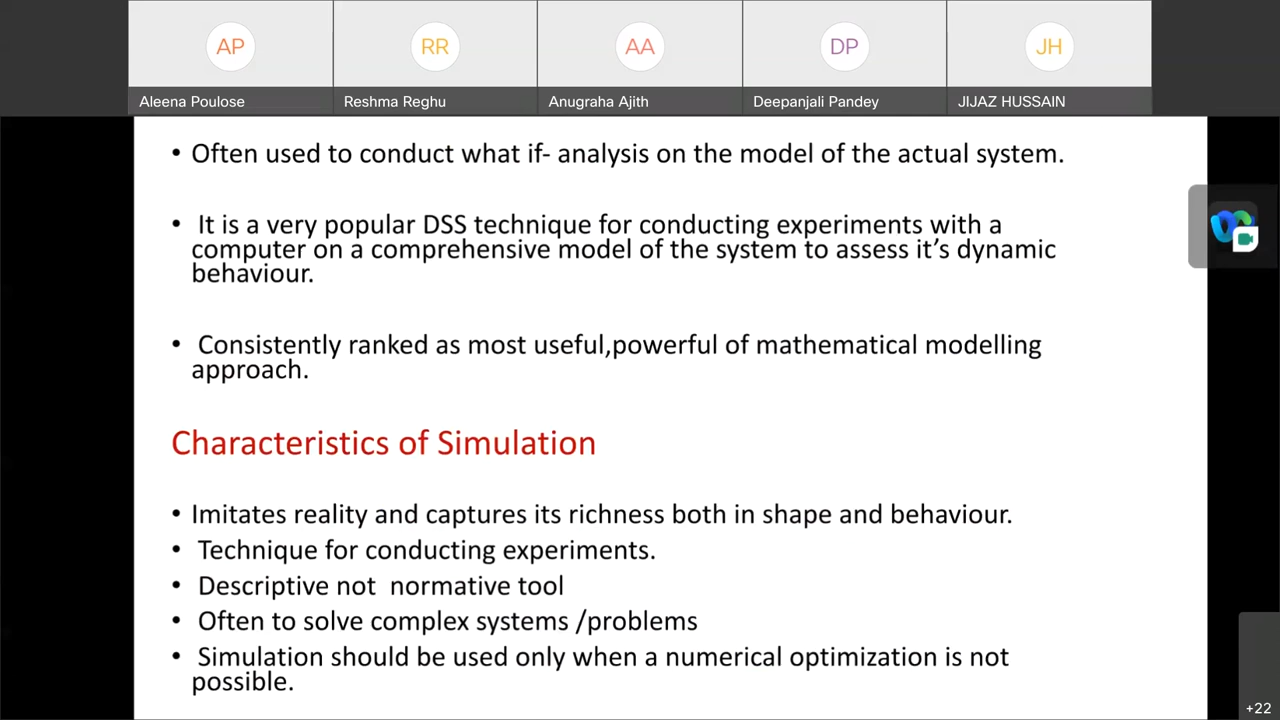 AP
RR
AA
DP
JH
Aleena Poulose
Reshma Reghu
Anugraha Ajith
Deepanjali Pandey
JIJAZ HUSSAIN
• Often used to conduct what if- analysis on the model of the actual system.
• It is a very popular DSS technique for conducting experiments with a
computer on a comprehensive model of the system to assess it’s dynamic
behaviour.
• Consistently ranked as most useful,powerful of mathematical modelling
approach.
Characteristics of Simulation
• Imitates reality and captures its richness both in shape and behaviour.
• Technique for conducting experiments.
• Descriptive not normative tool
• Often to solve complex systems /problems
• Simulation should be used only when a numerical optimization is not
possible.
+22